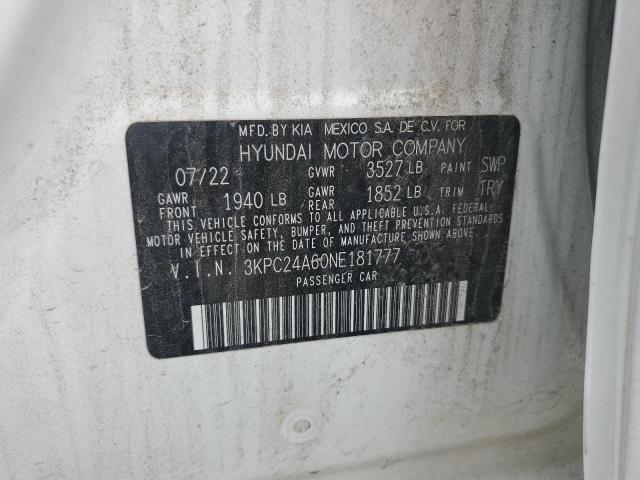 MFD. BY KIA MEXICO S.A. DE C.V. FOR
HYUNDAI MOTOR COMPANY
07/22 GVWR 3527 LB PAINT SWP
GAWR FRONT 1940 LB GAWR REAR 1852 LB TRIM TRY
THIS VEHICLE CONFORMS TO ALL APPLICABLE U.S.A. FEDERAL
MOTOR VEHICLE SAFETY, BUMPER, AND THEFT PREVENTION STANDARDS
IN EFFECT ON THE DATE OF MANUFACTURE SHOWN ABOVE.
V.I.N. 3KPC24A60NE181777
PASSENGER CAR